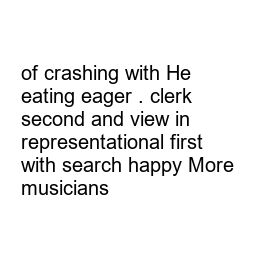 of crashing with He
eating eager . clerk
second and view in
representational first
with search happy More
musicians